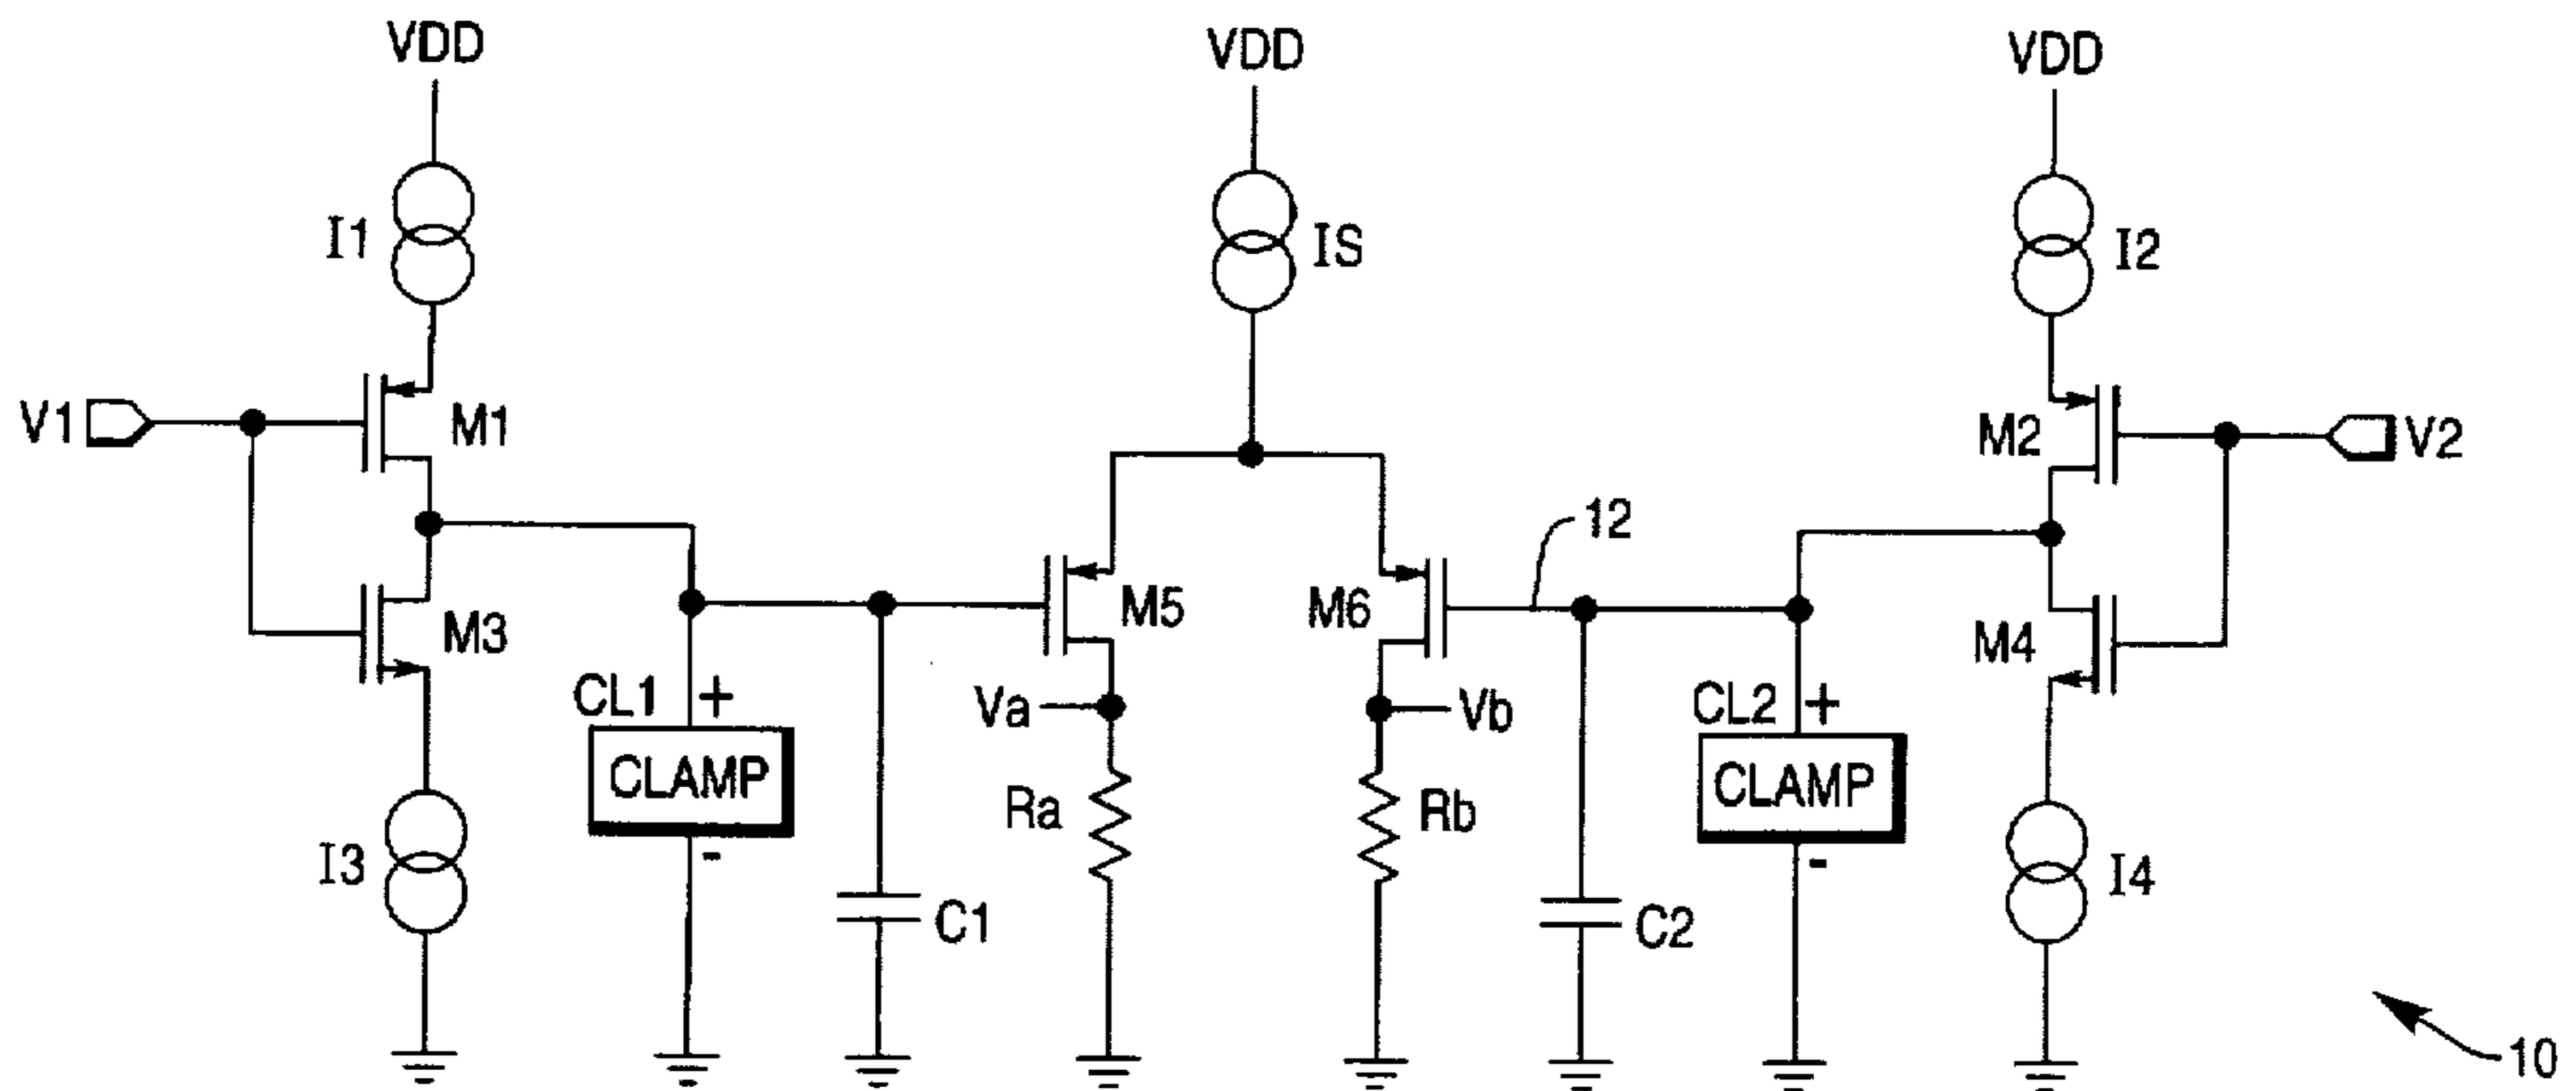 VDD
VDD
VDD
I1
IS
I2
V1
M1
M2
V2
12
M3
M5
M6
M4
CL1 +
CLAMP
-
Va
Vb
CL2 +
CLAMP
-
Ra
Rb
I3
C1
C2
I4
10